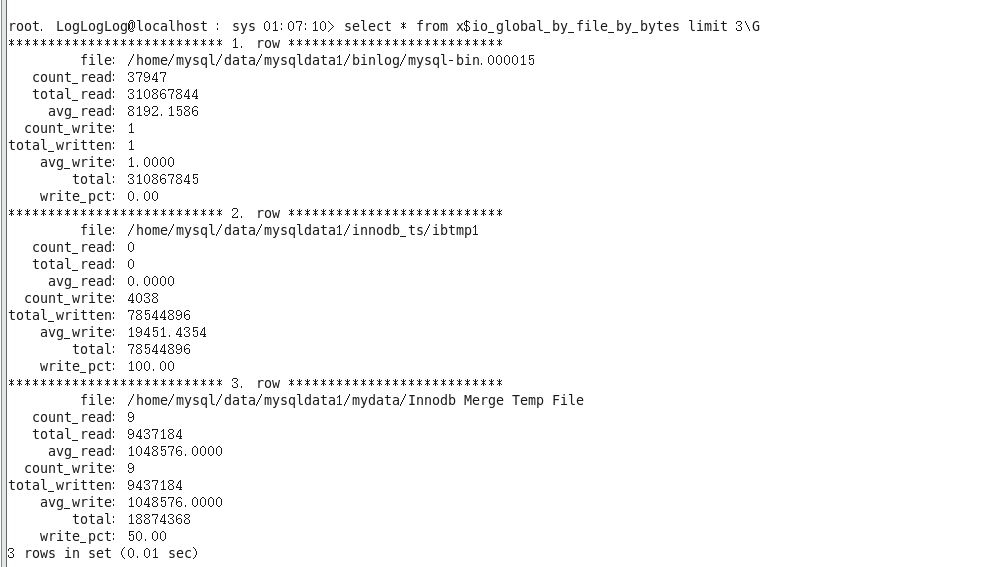 root. LogLogLog@localhost : sys 01:07:10> select * from x$io_global_by_file_by_bytes limit 3\G
*************************** 1. row ***************************
file: /home/mysql/data/mysqldata1/binlog/mysql-bin.000015
count_read: 37947
total_read: 310867844
avg_read: 8192.1586
count_write: 1
total_written: 1
avg_write: 1.0000
total: 310867845
write_pct: 0.00
*************************** 2. row ***************************
file: /home/mysql/data/mysqldata1/innodb_ts/ibtmp1
count_read: 0
total_read: 0
avg_read: 0.0000
count_write: 4038
total_written: 78544896
avg_write: 19451.4354
total: 78544896
write_pct: 100.00
*************************** 3. row ***************************
file: /home/mysql/data/mysqldata1/mydata/Innodb Merge Temp File
count_read: 9
total_read: 9437184
avg_read: 1048576.0000
count_write: 9
total_written: 9437184
avg_write: 1048576.0000
total: 18874368
write_pct: 50.00
3 rows in set (0.01 sec)